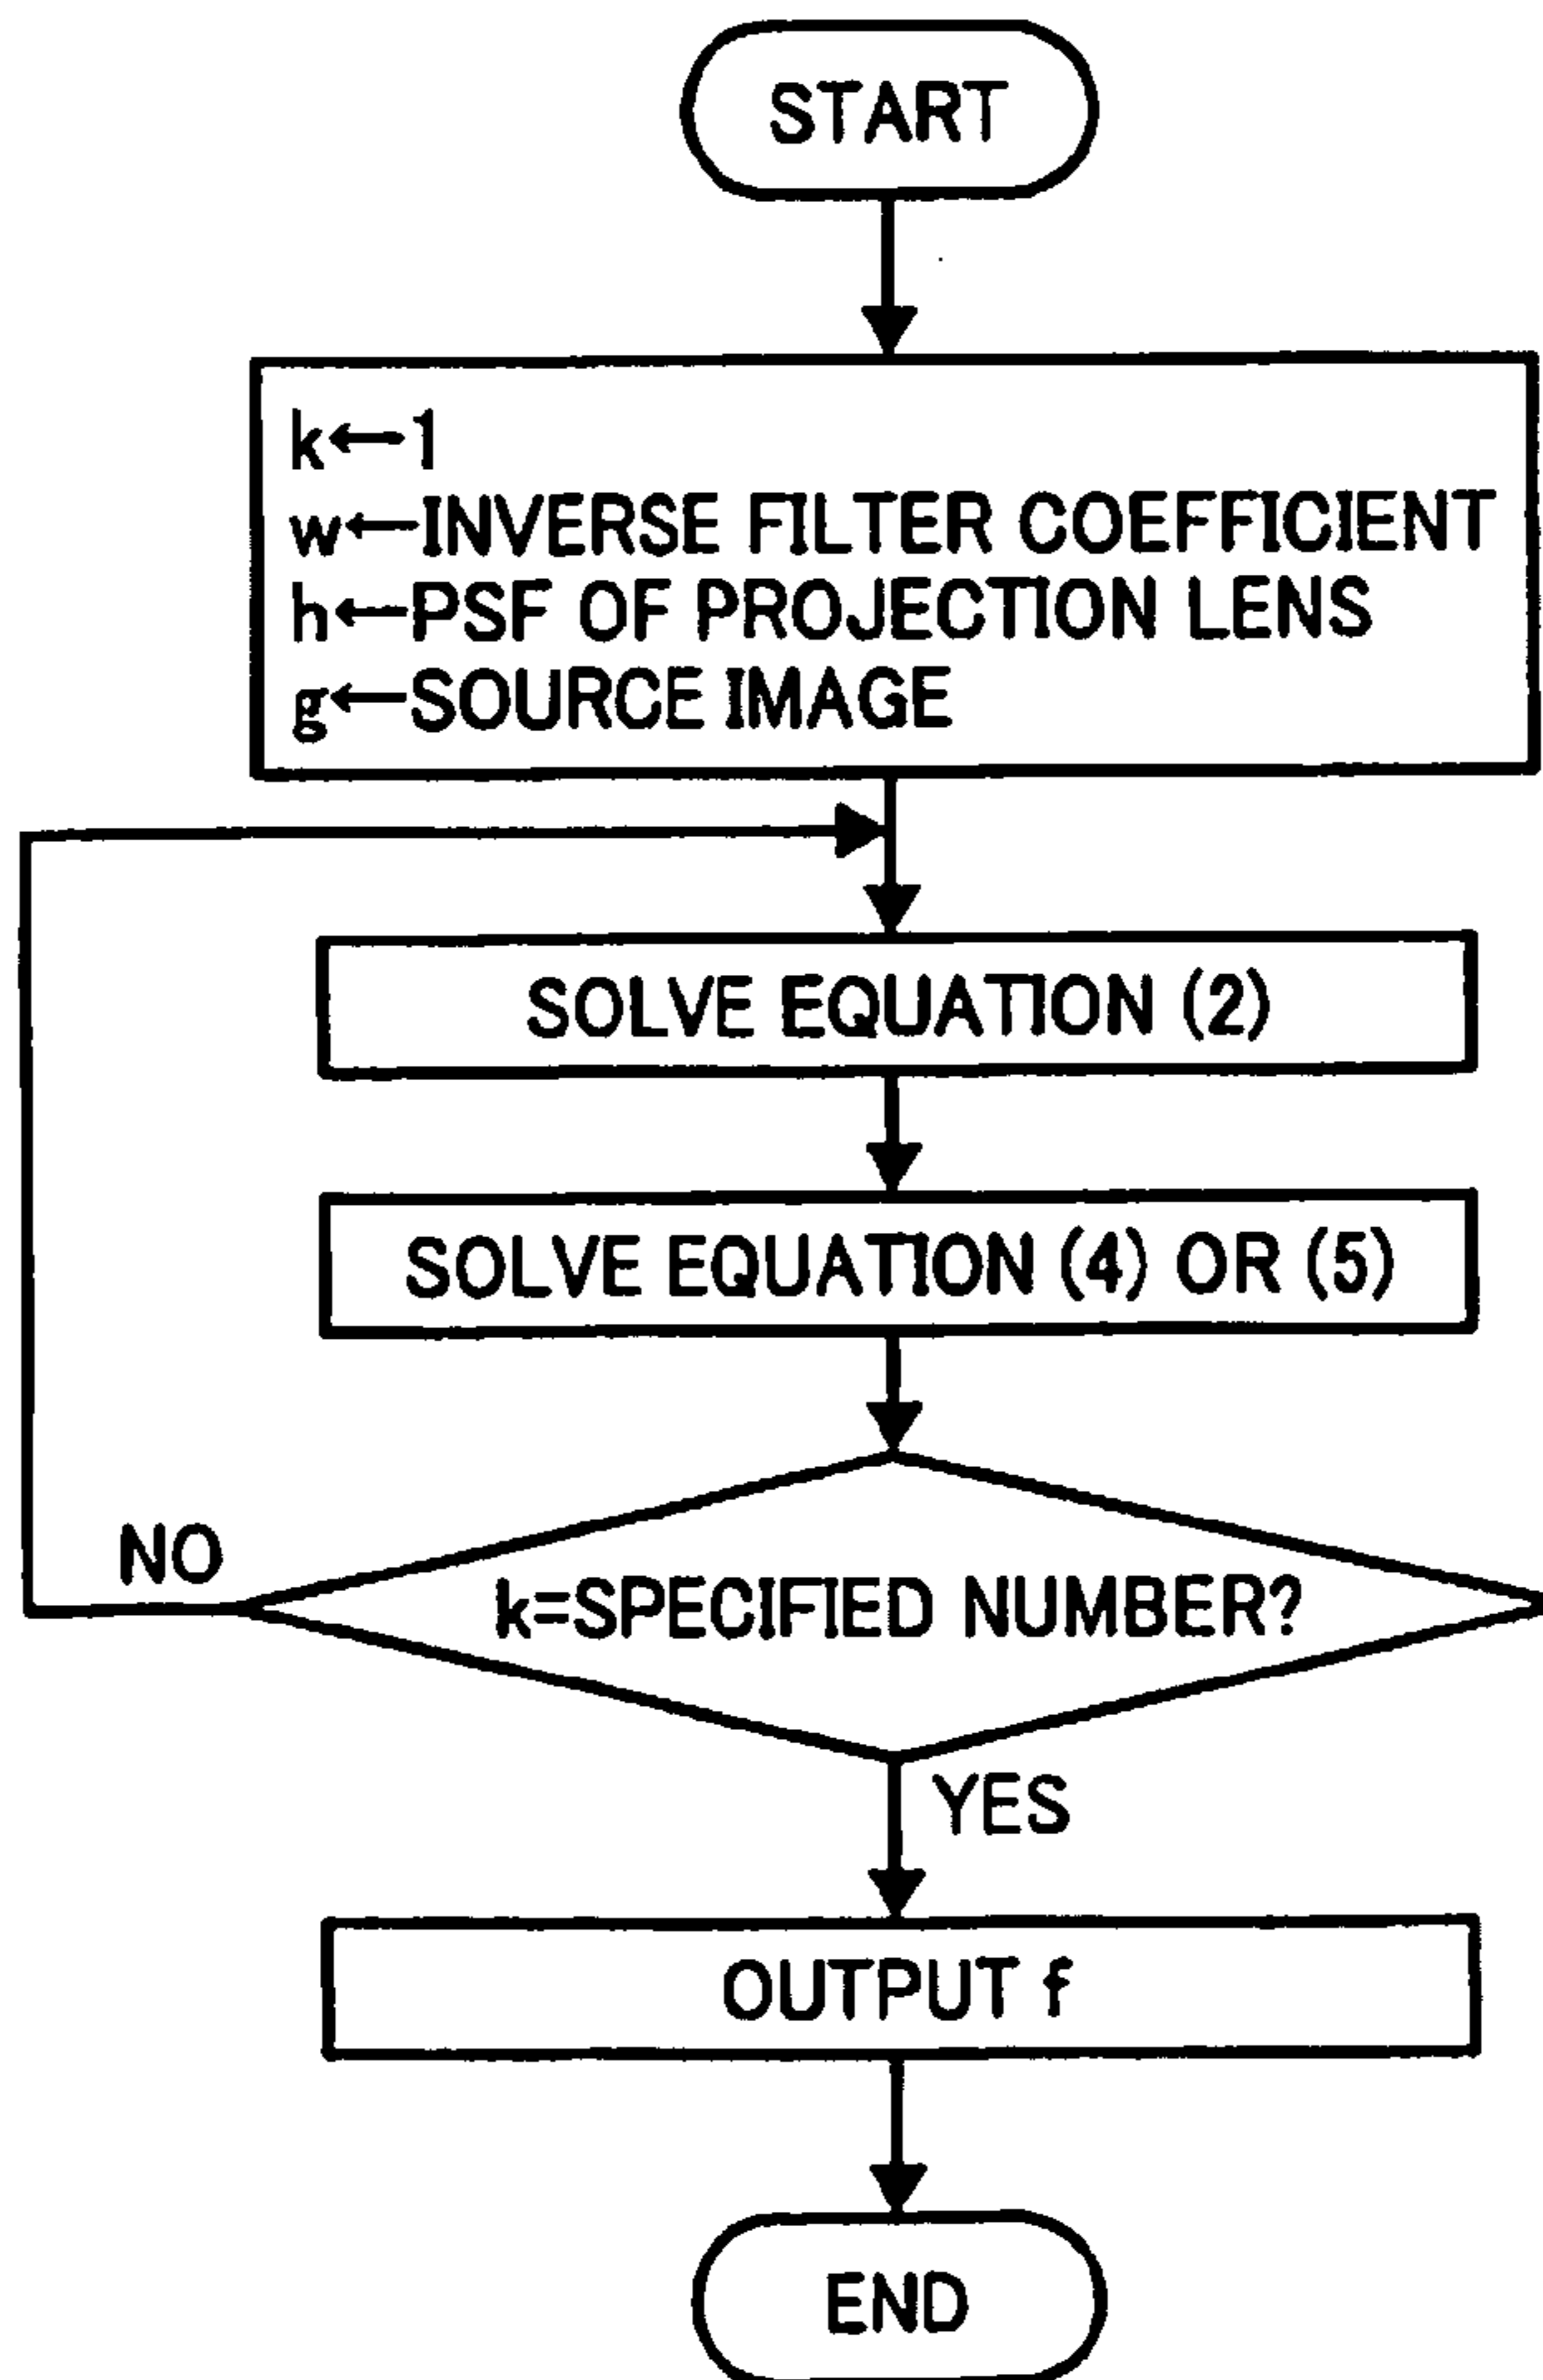 START
k←1
w←INVERSE FILTER COEFFICIENT
h←PSF OF PROJECTION LENS
g←SOURCE IMAGE
SOLVE EQUATION (2)
SOLVE EQUATION (4) OR (5)
NO
k=SPECIFIED NUMBER?
YES
OUTPUT f
END